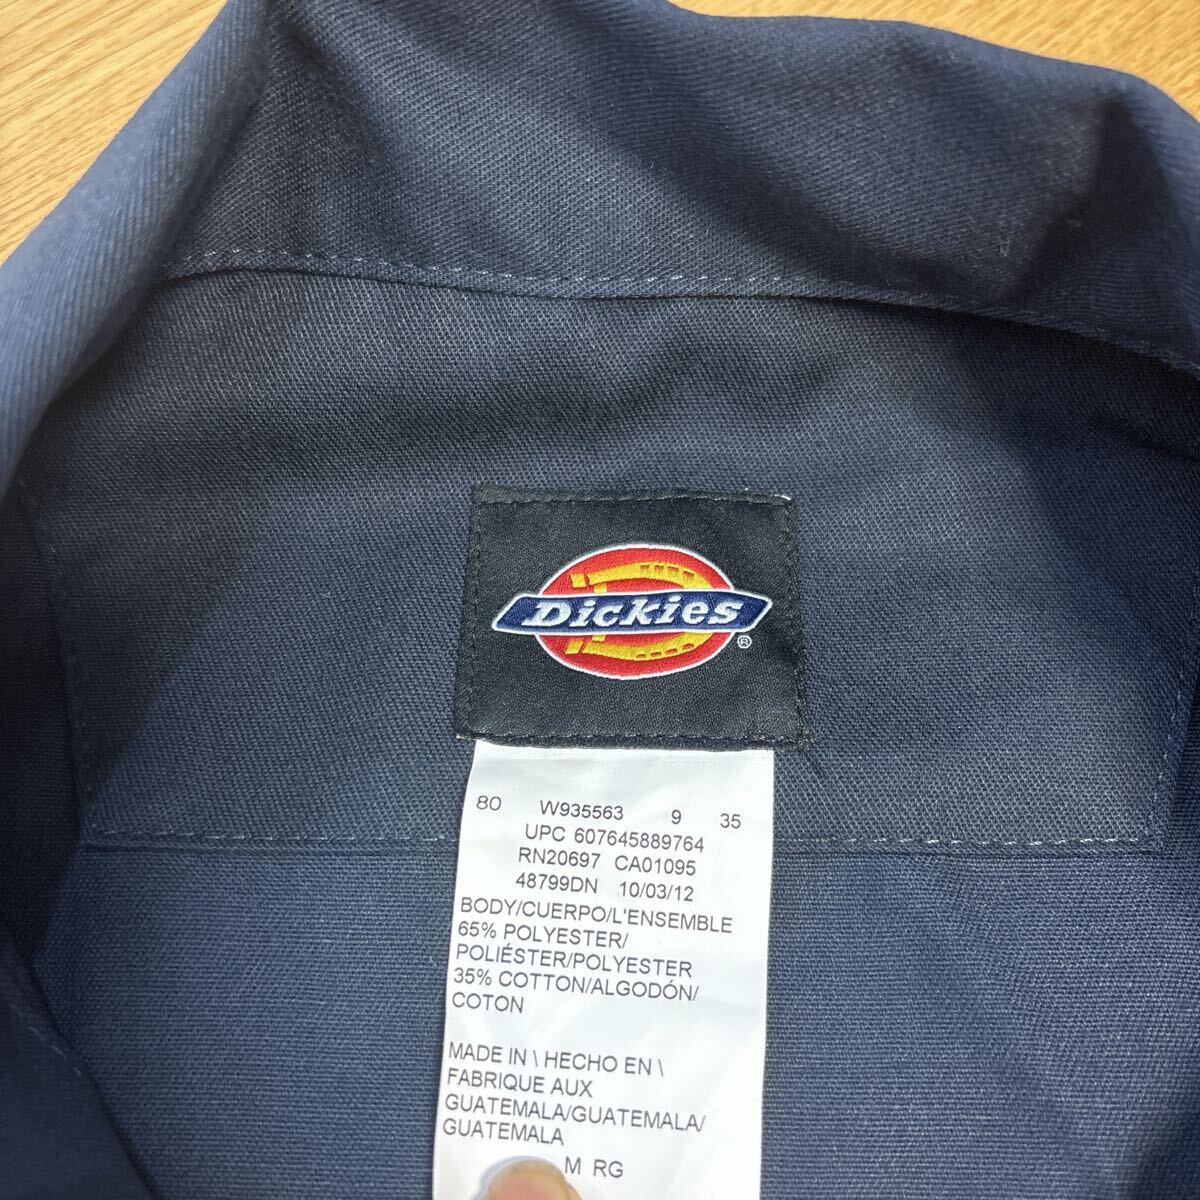 Dickies
®
80 W935563 9 35
UPC 607645889764
RN20697 CA01095
48799DN 10/03/12
BODY/CUERPO/L'ENSEMBLE
65% POLYESTER/
POLIÉSTER/POLYESTER
35% COTTON/ALGODÓN/
COTON
MADE IN \ HECHO EN \
FABRIQUE AUX
GUATEMALA/GUATEMALA/
GUATEMALA
M RG